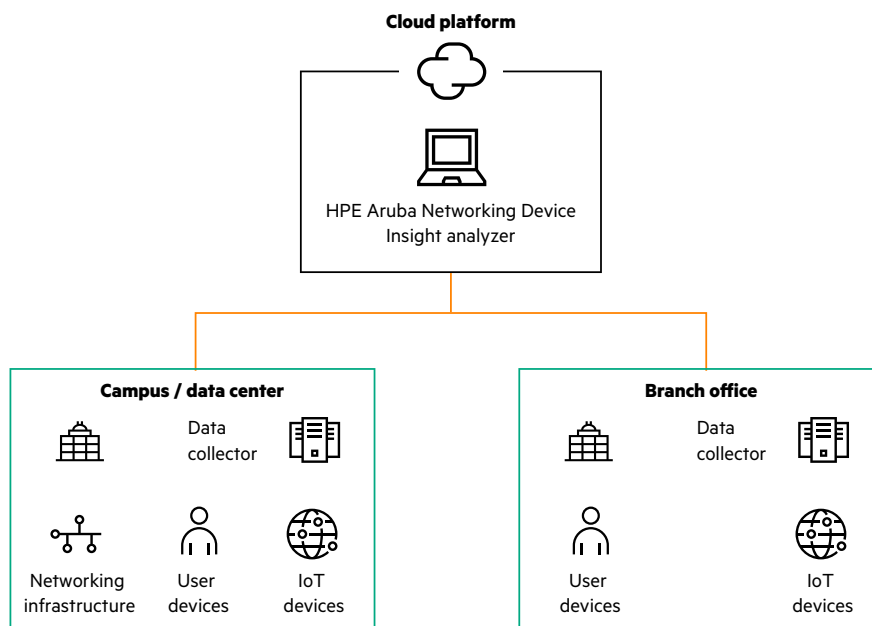 Cloud platform
HPE Aruba Networking Device
Insight analyzer
Campus / data center
Data
collector
Networking
infrastructure
User
devices
IoT
devices
Branch office
Data
collector
User
devices
IoT
devices